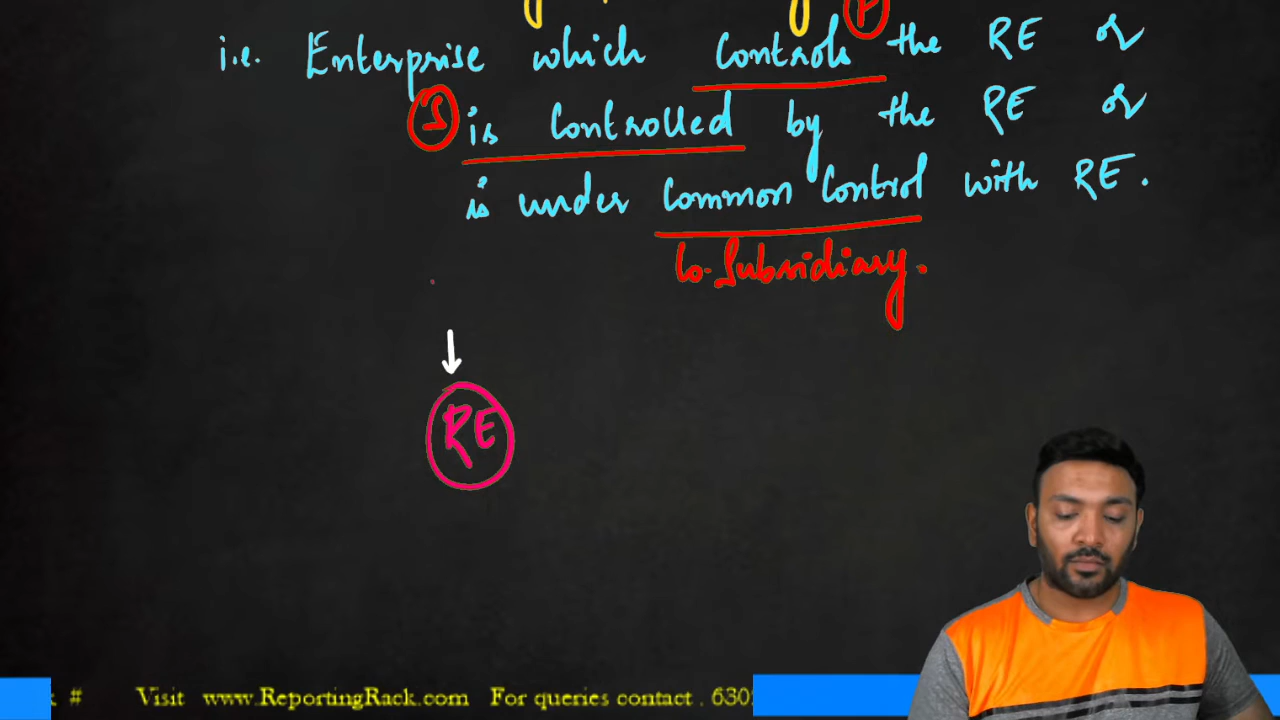 P
i.e. Enterprise which controls the RE or
S is controlled by the RE or
is under common control with RE.
Co-Subsidiary.
↓
RE
# Visit www.ReportingRack.com For queries contact . 630